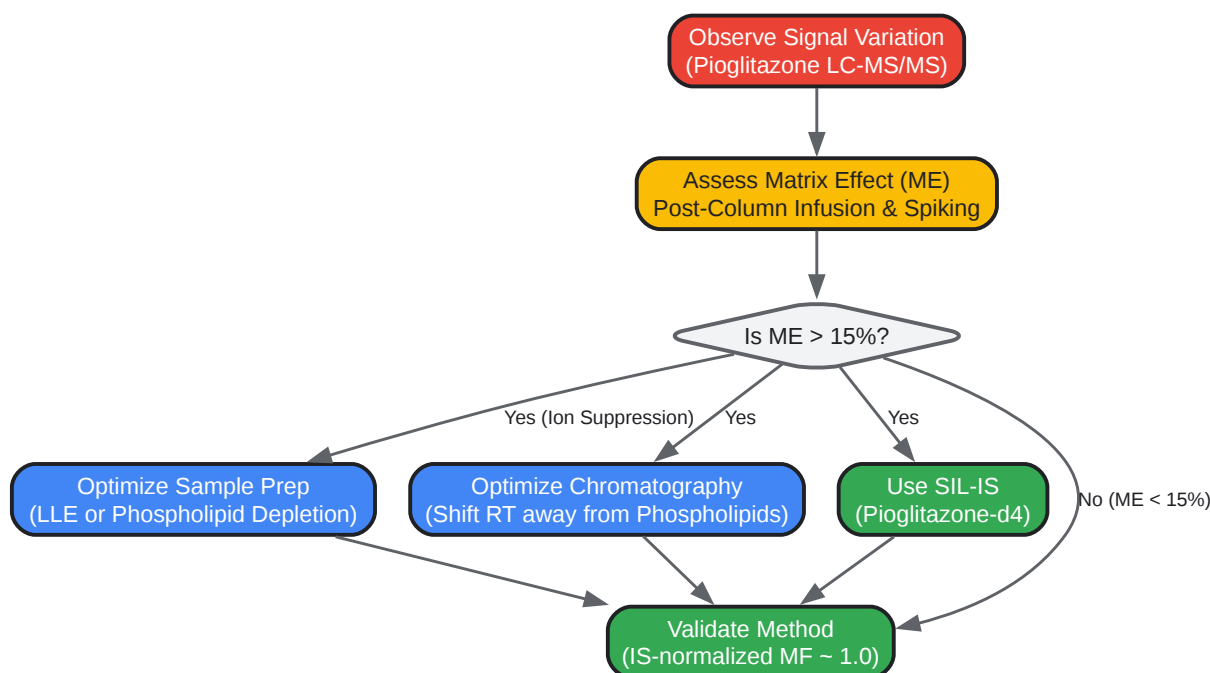 Observe Signal Variation
(Pioglitazone LC-MS/MS)
Assess Matrix Effect (ME)
Post-Column Infusion & Spiking
Is ME > 15%?
Yes (Ion Suppression)
Yes
Yes
No (ME < 15%)
Optimize Sample Prep
(LLE or Phospholipid Depletion)
Optimize Chromatography
(Shift RT away from Phospholipids)
Use SIL-IS
(Pioglitazone-d4)
Validate Method
(IS-normalized MF ~ 1.0)